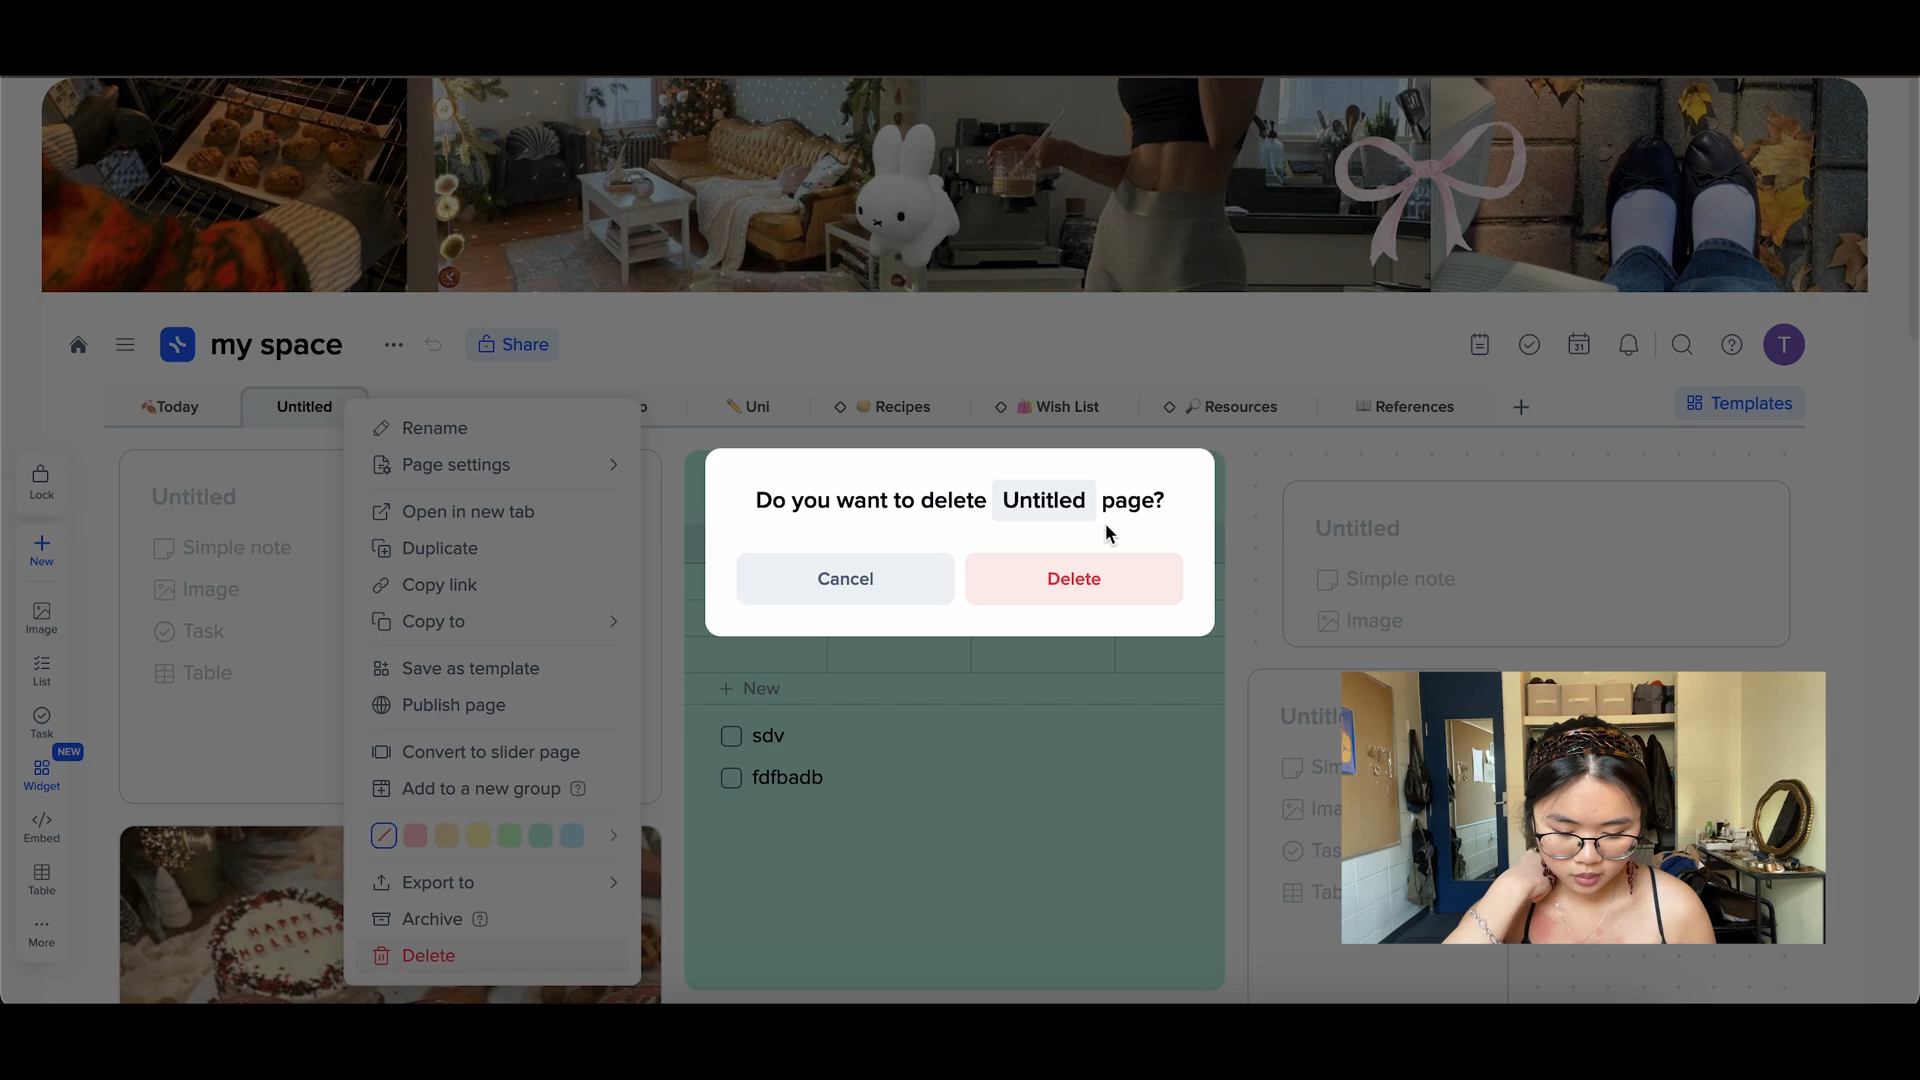 my space
Share
31
T
🍂Today
Untitled
o
✏️ Uni
🥘 Recipes
🛍️ Wish List
🔎 Resources
📖 References
Templates
Lock
New
Image
List
Task
NEW
Widget
Embed
Table
More
Untitled
Simple note
Image
Task
Table
HAPPY
HOLIDAYS
Rename
Page settings
Open in new tab
Duplicate
Copy link
Copy to
Save as template
Publish page
Convert to slider page
Add to a new group
Export to
Archive
Delete
Do you want to delete Untitled page?
Cancel
Delete
+ New
sdv
fdfbadb
Untitled
Simple note
Image
Untitl
Sim
Ima
Tas
Tab